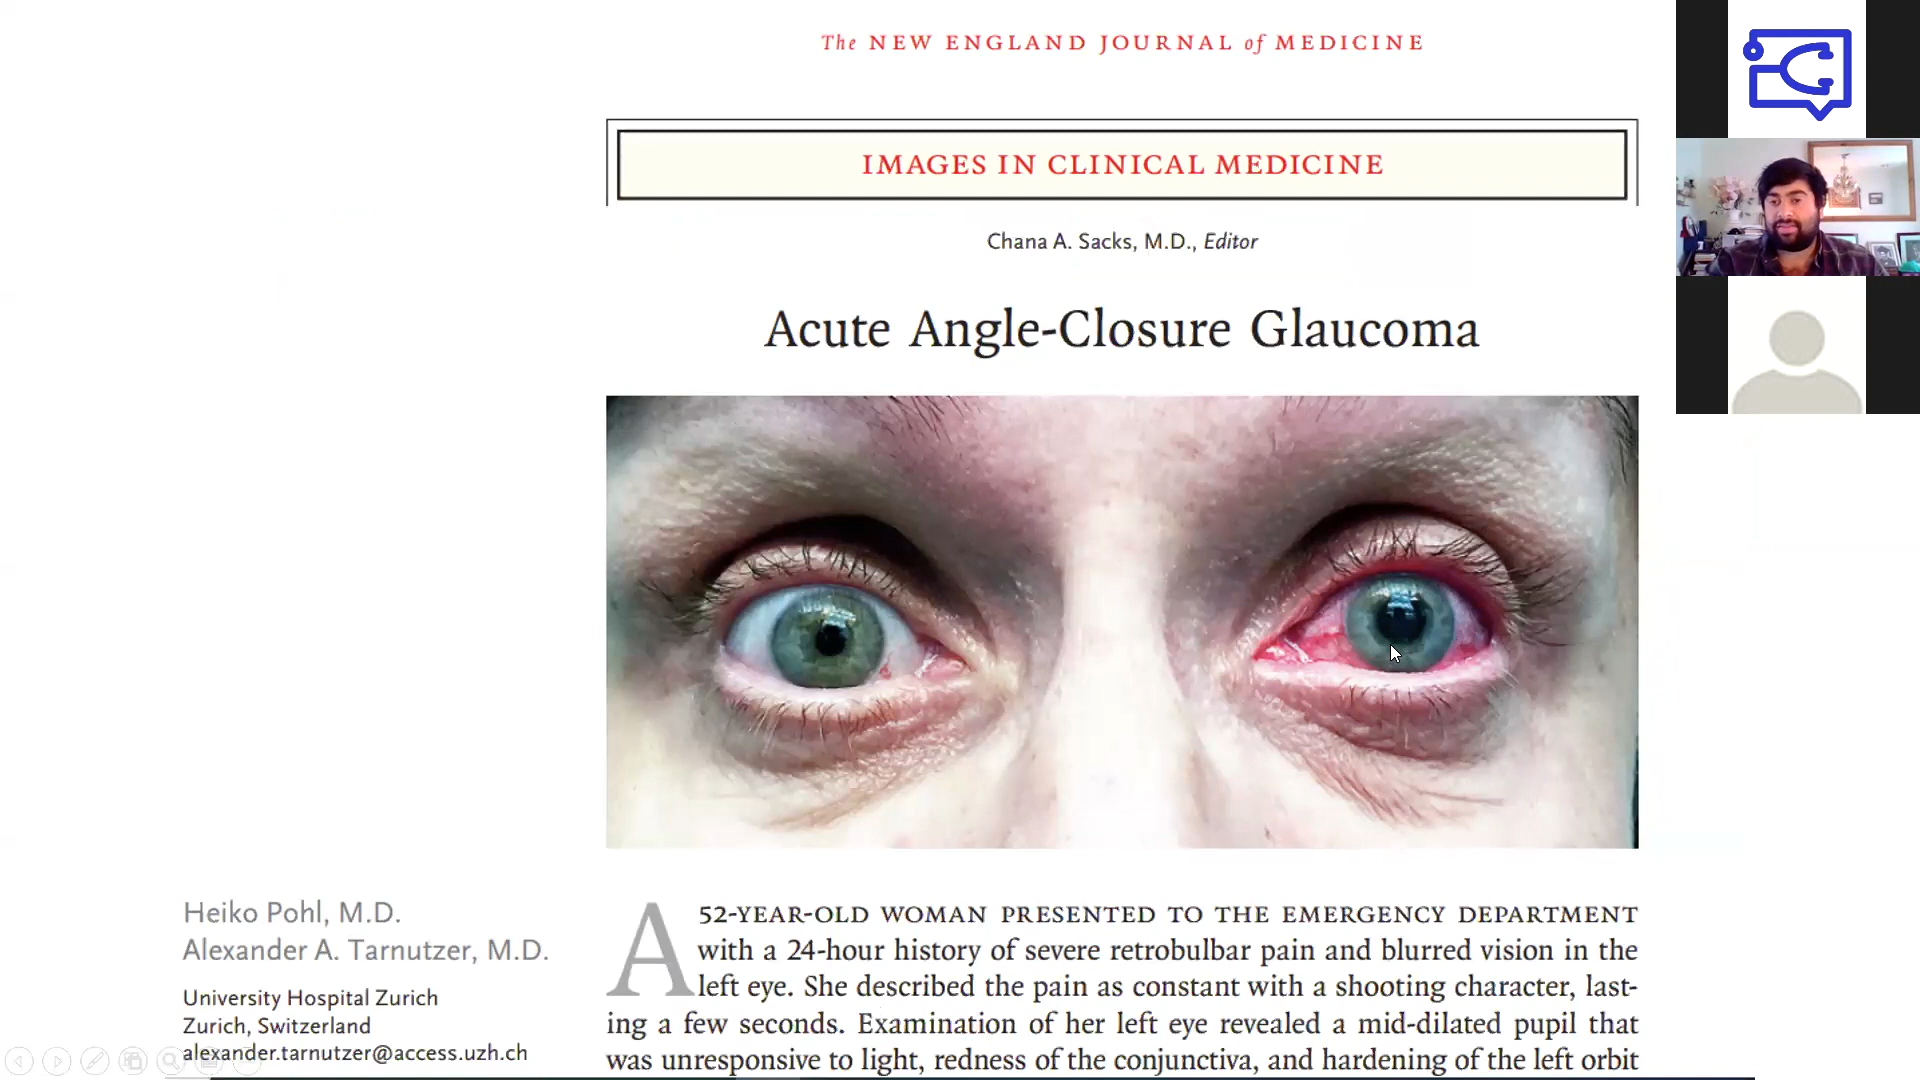 The NEW ENGLAND JOURNAL of MEDICINE
IMAGES IN CLINICAL MEDICINE
Chana A. Sacks, M.D., Editor
Acute Angle-Closure Glaucoma
Heiko Pohl, M.D.
Alexander A. Tarnutzer, M.D.
University Hospital Zurich
Zurich, Switzerland
alexander.tarnutzer@access.uzh.ch
A 52-YEAR-OLD WOMAN PRESENTED TO THE EMERGENCY DEPARTMENT
with a 24-hour history of severe retrobulbar pain and blurred vision in the
left eye. She described the pain as constant with a shooting character, last-
ing a few seconds. Examination of her left eye revealed a mid-dilated pupil that
was unresponsive to light, redness of the conjunctiva, and hardening of the left orbit